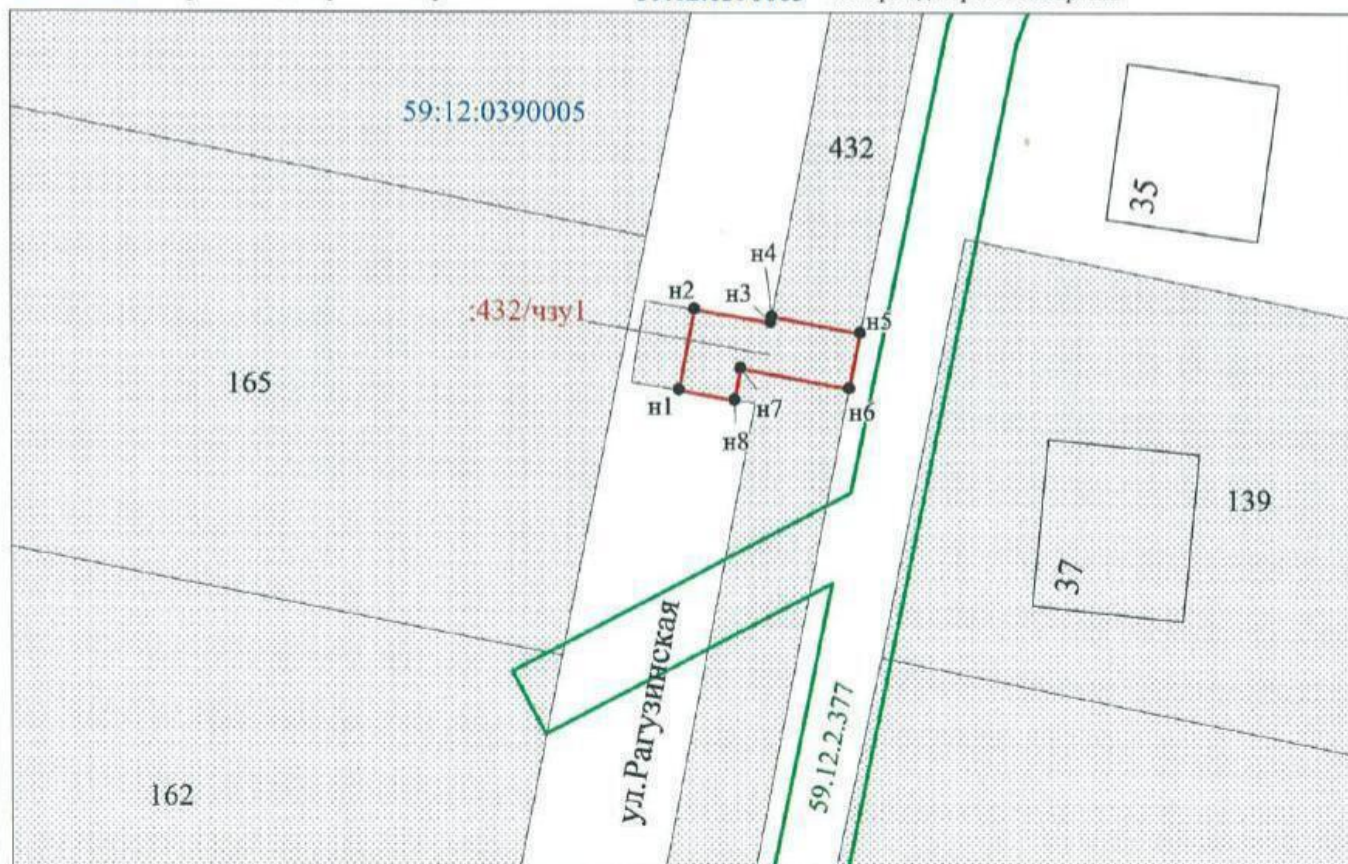 59:12:0390005
432
35
н4
н3
н2
:432/чзу1
н5
165
н1
н7
н6
н8
139
37
ул.Рагузинская
59.12.2.377
162